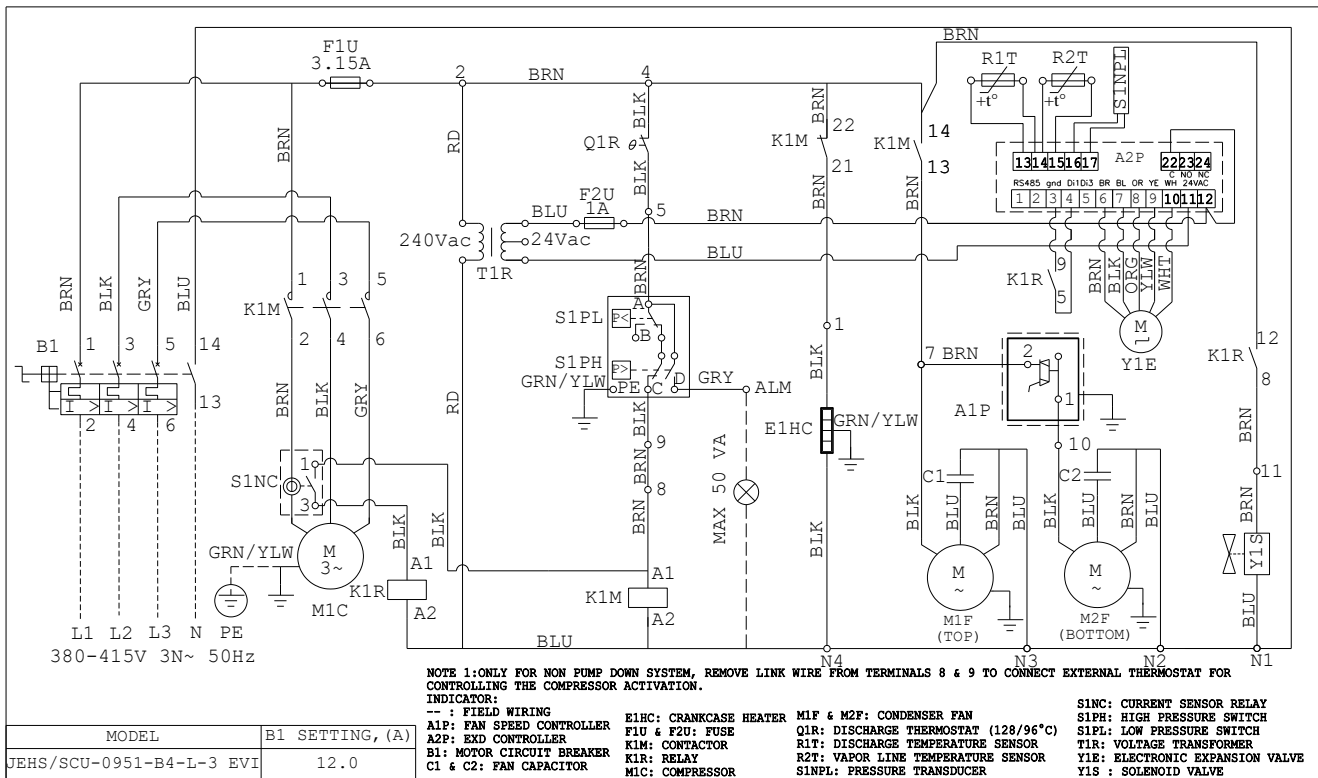 F1U
3.15A
2
BRN
4
BRN
R1T
R2T
S1NPL
+t°
+t°
BRN
RD
BLK
Q1R
θ
BLK
BRN
22
K1M
21
BRN
K1M
14
13
BRN
13 14 15 16 17
A2P
22 23 24
C NO NC
RS485 gnd Di1 Di3 BR BL OR YE WH 24VAC
1 2 3 4 5 6 7 8 9 10 11 12
F2U
1A
BLU
5
BRN
240Vac
24Vac
BLU
T1R
BRN
BLK
GRY
BLU
K1M
1 3 5
2 4 6
BRN
K1R
9
5
BRN
BLK
ORG
YLW
WHT
M
Y1E
B1
1 3 5 14
I > I > I >
2 4 6 13
A
S1PL
P<
B
S1PH
P>
GRN/YLW
PE C D
GRY
ALM
1
BLK
7
BRN
2
1
A1P
10
12
K1R
8
BRN
BRN
BLK
GRY
RD
BLK
9
BRN
8
BRN
MAX 50 VA
E1HC
GRN/YLW
BLK
S1NC
1
3
BLK
BLK
C1
BLK
BLU
BRN
BLU
C2
BLK
BLU
BRN
BLU
11
BRN
Y1S
BLU
GRN/YLW
M
3~
M1C
K1R
A1
A2
K1M
A1
A2
M
~
M1F
(TOP)
M
~
M2F
(BOTTOM)
L1 L2 L3 N PE
380-415V 3N~ 50Hz
BLU
N4
N3
N2
N1
NOTE 1:ONLY FOR NON PUMP DOWN SYSTEM, REMOVE LINK WIRE FROM TERMINALS 8 & 9 TO CONNECT EXTERNAL THERMOSTAT FOR
CONTROLLING THE COMPRESSOR ACTIVATION.
INDICATOR:
-- : FIELD WIRING
A1P: FAN SPEED CONTROLLER
A2P: EXD CONTROLLER
B1: MOTOR CIRCUIT BREAKER
C1 & C2: FAN CAPACITOR
E1HC: CRANKCASE HEATER
F1U & F2U: FUSE
K1M: CONTACTOR
K1R: RELAY
M1C: COMPRESSOR
M1F & M2F: CONDENSER FAN
Q1R: DISCHARGE THERMOSTAT (128/96°C)
R1T: DISCHARGE TEMPERATURE SENSOR
R2T: VAPOR LINE TEMPERATURE SENSOR
S1NPL: PRESSURE TRANSDUCER
S1NC: CURRENT SENSOR RELAY
S1PH: HIGH PRESSURE SWITCH
S1PL: LOW PRESSURE SWITCH
T1R: VOLTAGE TRANSFORMER
Y1E: ELECTRONIC EXPANSION VALVE
Y1S : SOLENOID VALVE
MODEL
B1 SETTING,(A)
JEHS/SCU-0951-B4-L-3 EVI
12.0